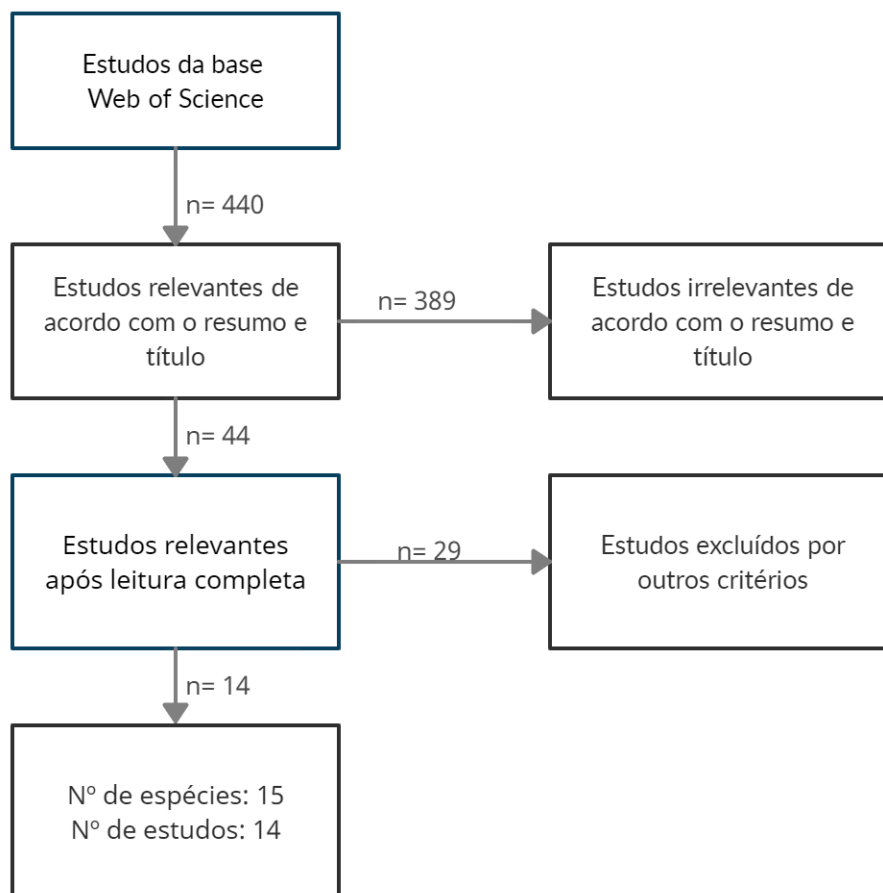 Estudos da base
Web of Science
n= 440
Estudos relevantes de
acordo com o resumo e
título
n= 389
Estudos irrelevantes de
acordo com o resumo e
título
n= 44
Estudos relevantes
após leitura completa
n= 29
Estudos excluídos por
outros critérios
n= 14
Nº de espécies: 15
Nº de estudos: 14